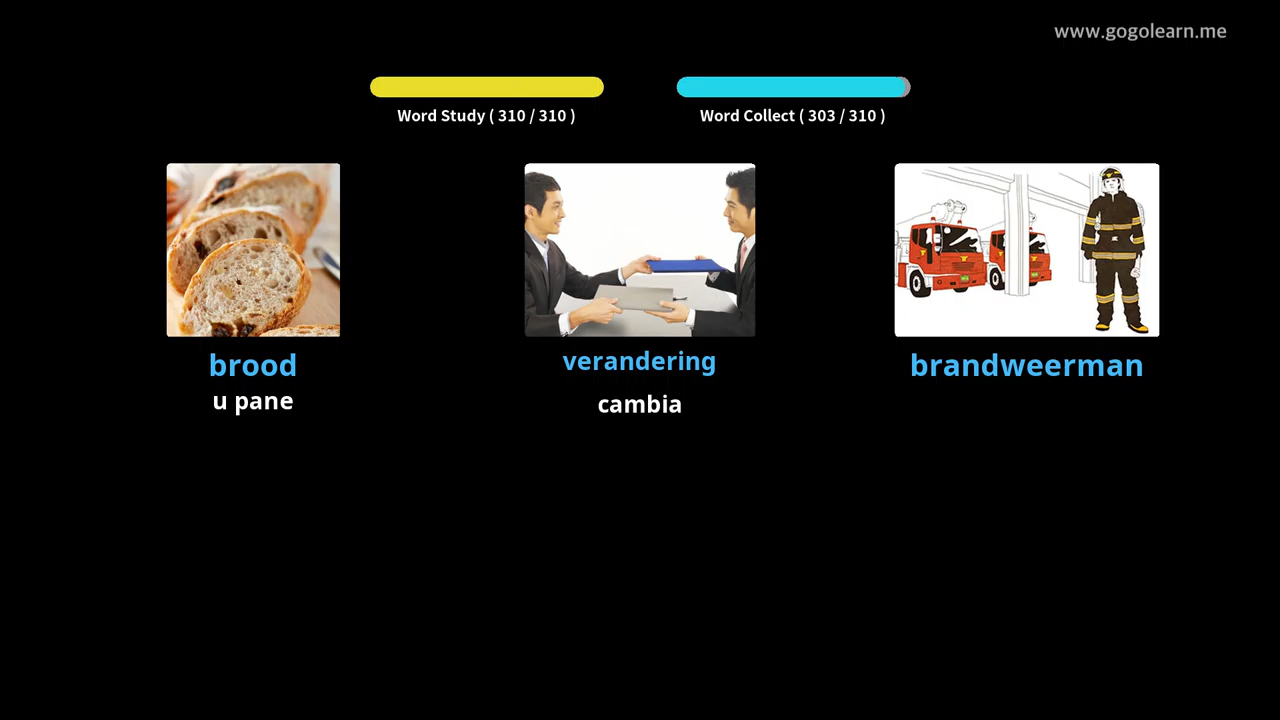 www.gogolearn.me
Word Study ( 310 / 310 )
Word Collect ( 303 / 310 )
brood
u pane
verandering
cambia
brandweerman